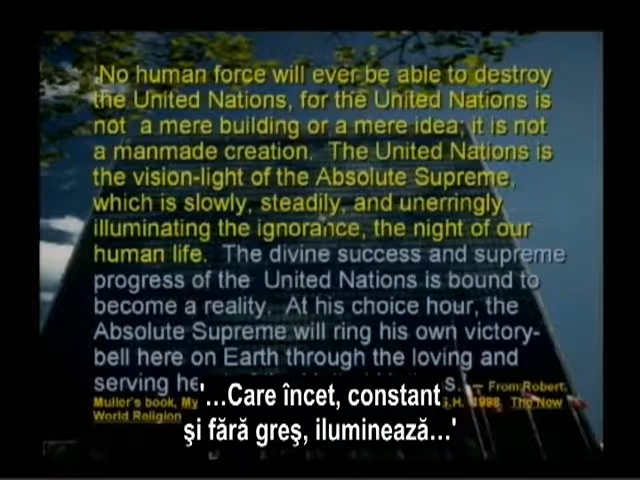 'No human force will ever be able to destroy
the United Nations, for the United Nations is
not a mere building or a mere idea; it is not
a manmade creation. The United Nations is
the vision-light of the Absolute Supreme,
which is slowly, steadily, and unerringly
illuminating the ignorance, the night of our
human life. The divine success and supreme
progress of the United Nations is bound to
become a reality. At his choice hour, the
Absolute Supreme will ring his own victory-
bell here on Earth through the loving and
serving — From Robert
Muller's book, My G.H. 1998. The New
World Religion
'...Care încet, constant
şi fără greş, iluminează...'